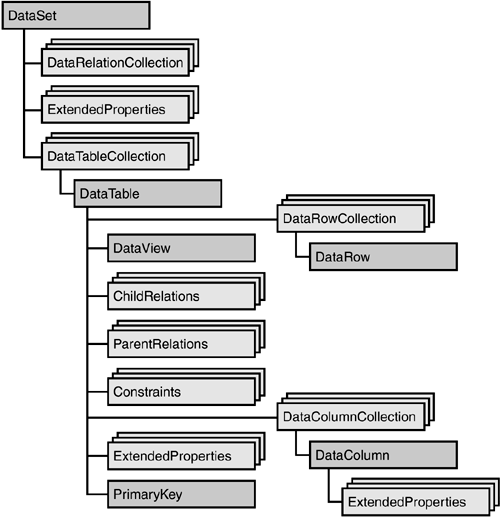 DataSet
DataRelationCollection
ExtendedProperties
DataTableCollection
DataTable
DataRowCollection
DataRow
DataView
ChildRelations
ParentRelations
Constraints
DataColumnCollection
DataColumn
ExtendedProperties
ExtendedProperties
PrimaryKey